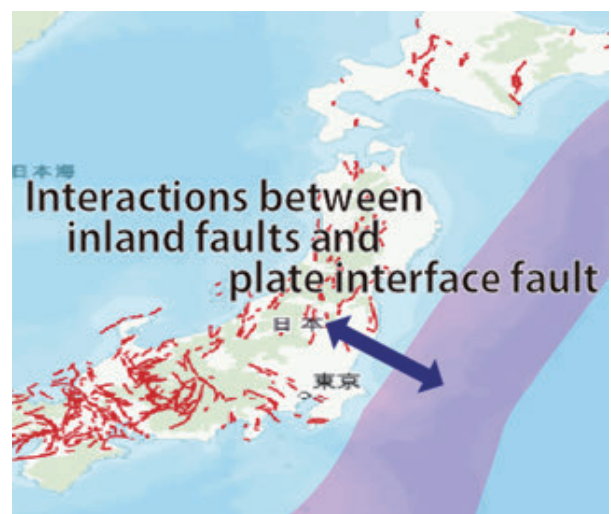 日本海
Interactions between
inland faults and
plate interface fault
日本
東京